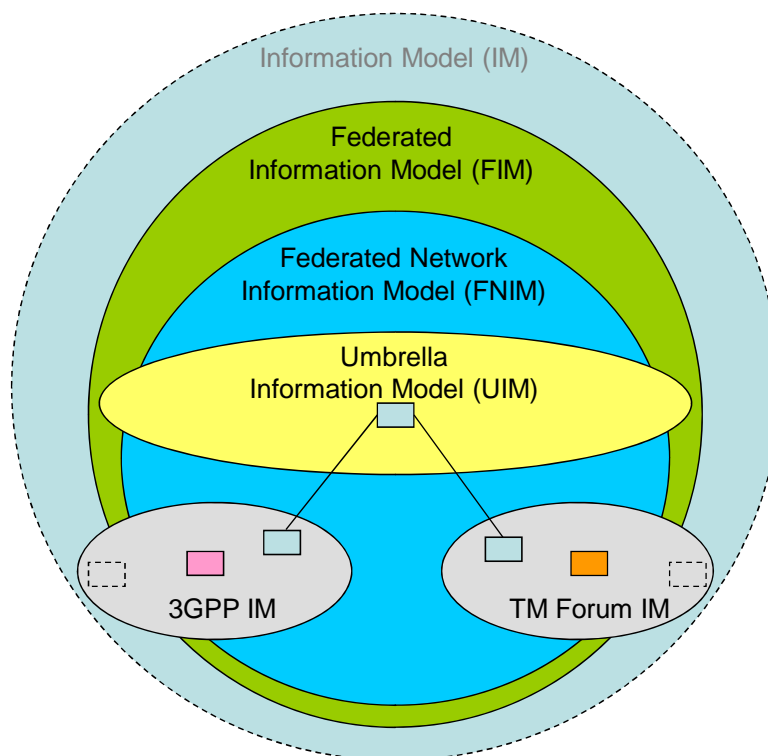 Information Model (IM)
Federated
Information Model (FIM)
Federated Network
Information Model (FNIM)
Umbrella
Information Model (UIM)
3GPP IM
TM Forum IM